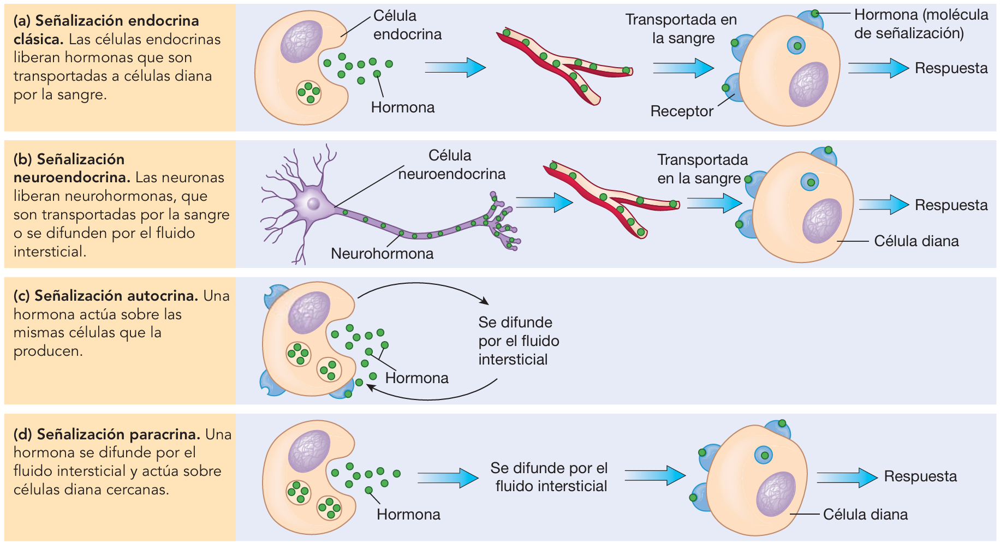 (a) Señalización endocrina
clásica. Las células endocrinas
liberan hormonas que son
transportadas a células diana
por la sangre.
Célula
endocrina
Hormona
Transportada en
la sangre
Receptor
Hormona (molécula
de señalización)
Respuesta
(b) Señalización
neuroendocrina. Las neuronas
liberan neurohormonas, que
son transportadas por la sangre
o se difunden por el fluido
intersticial.
Célula
neuroendocrina
Neurohormona
Transportada
en la sangre
Respuesta
Célula diana
(c) Señalización autocrina. Una
hormona actúa sobre las
mismas células que la
producen.
Hormona
Se difunde
por el fluido
intersticial
(d) Señalización paracrina. Una
hormona se difunde por el
fluido intersticial y actúa sobre
células diana cercanas.
Hormona
Se difunde por el
fluido intersticial
Respuesta
Célula diana